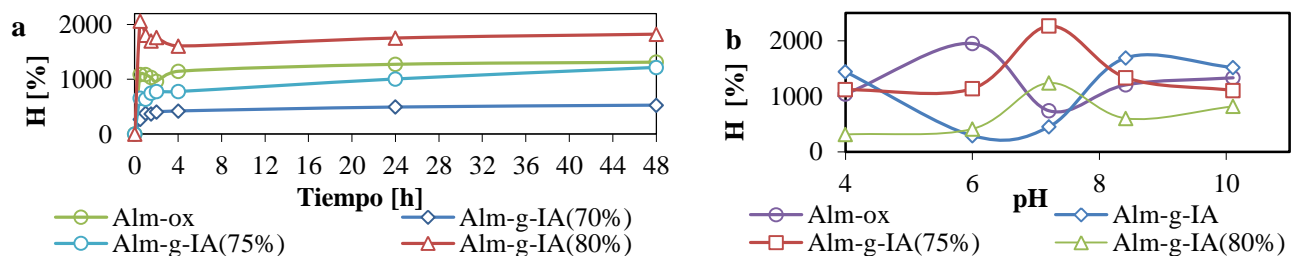 a
H [%]
2000
1000
0
0 4 8 12 16 20 24 28 32 36 40 44 48
Tiempo [h]
Alm-ox
Alm-g-IA(70%)
Alm-g-IA(75%)
Alm-g-IA(80%)
b
H [%]
2000
1000
0
4 6 8 10
pH
Alm-ox
Alm-g-IA
Alm-g-IA(75%)
Alm-g-IA(80%)